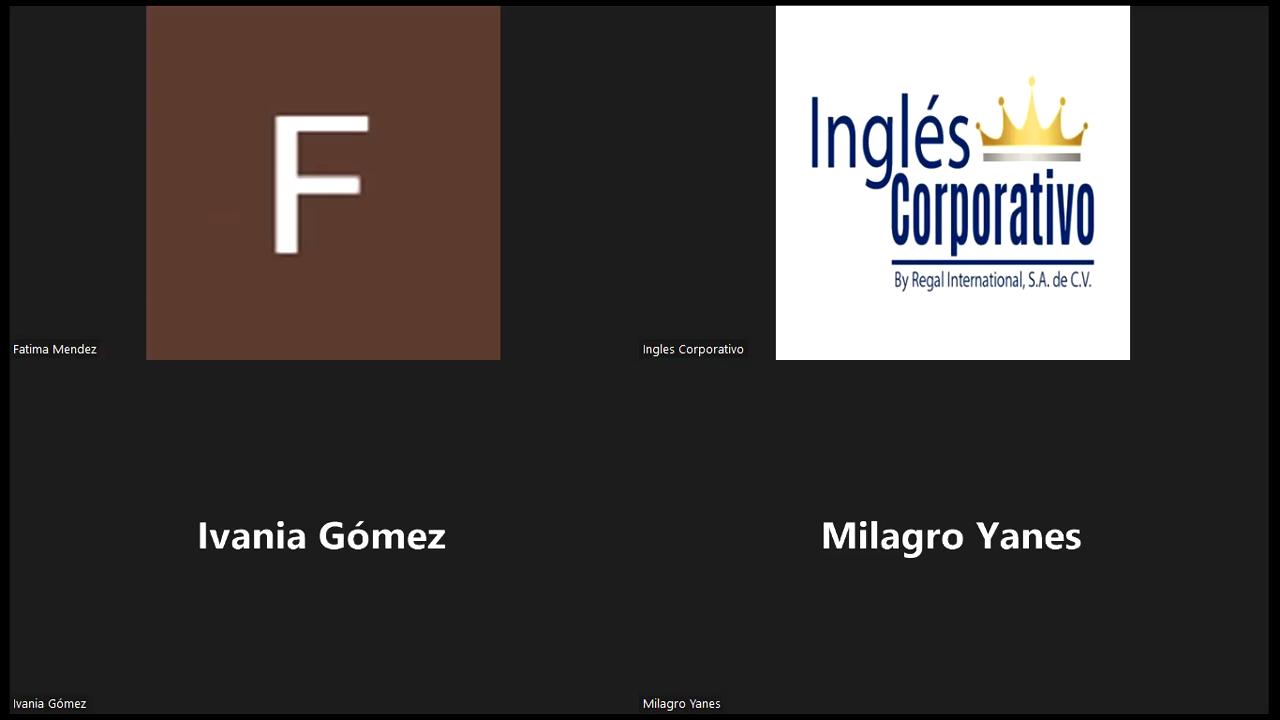 F
Inglés
Corporativo
By Regal International, S.A. de C.V.
Fatima Mendez
Ingles Corporativo
Ivania Gómez
Milagro Yanes
Ivania Gómez
Milagro Yanes